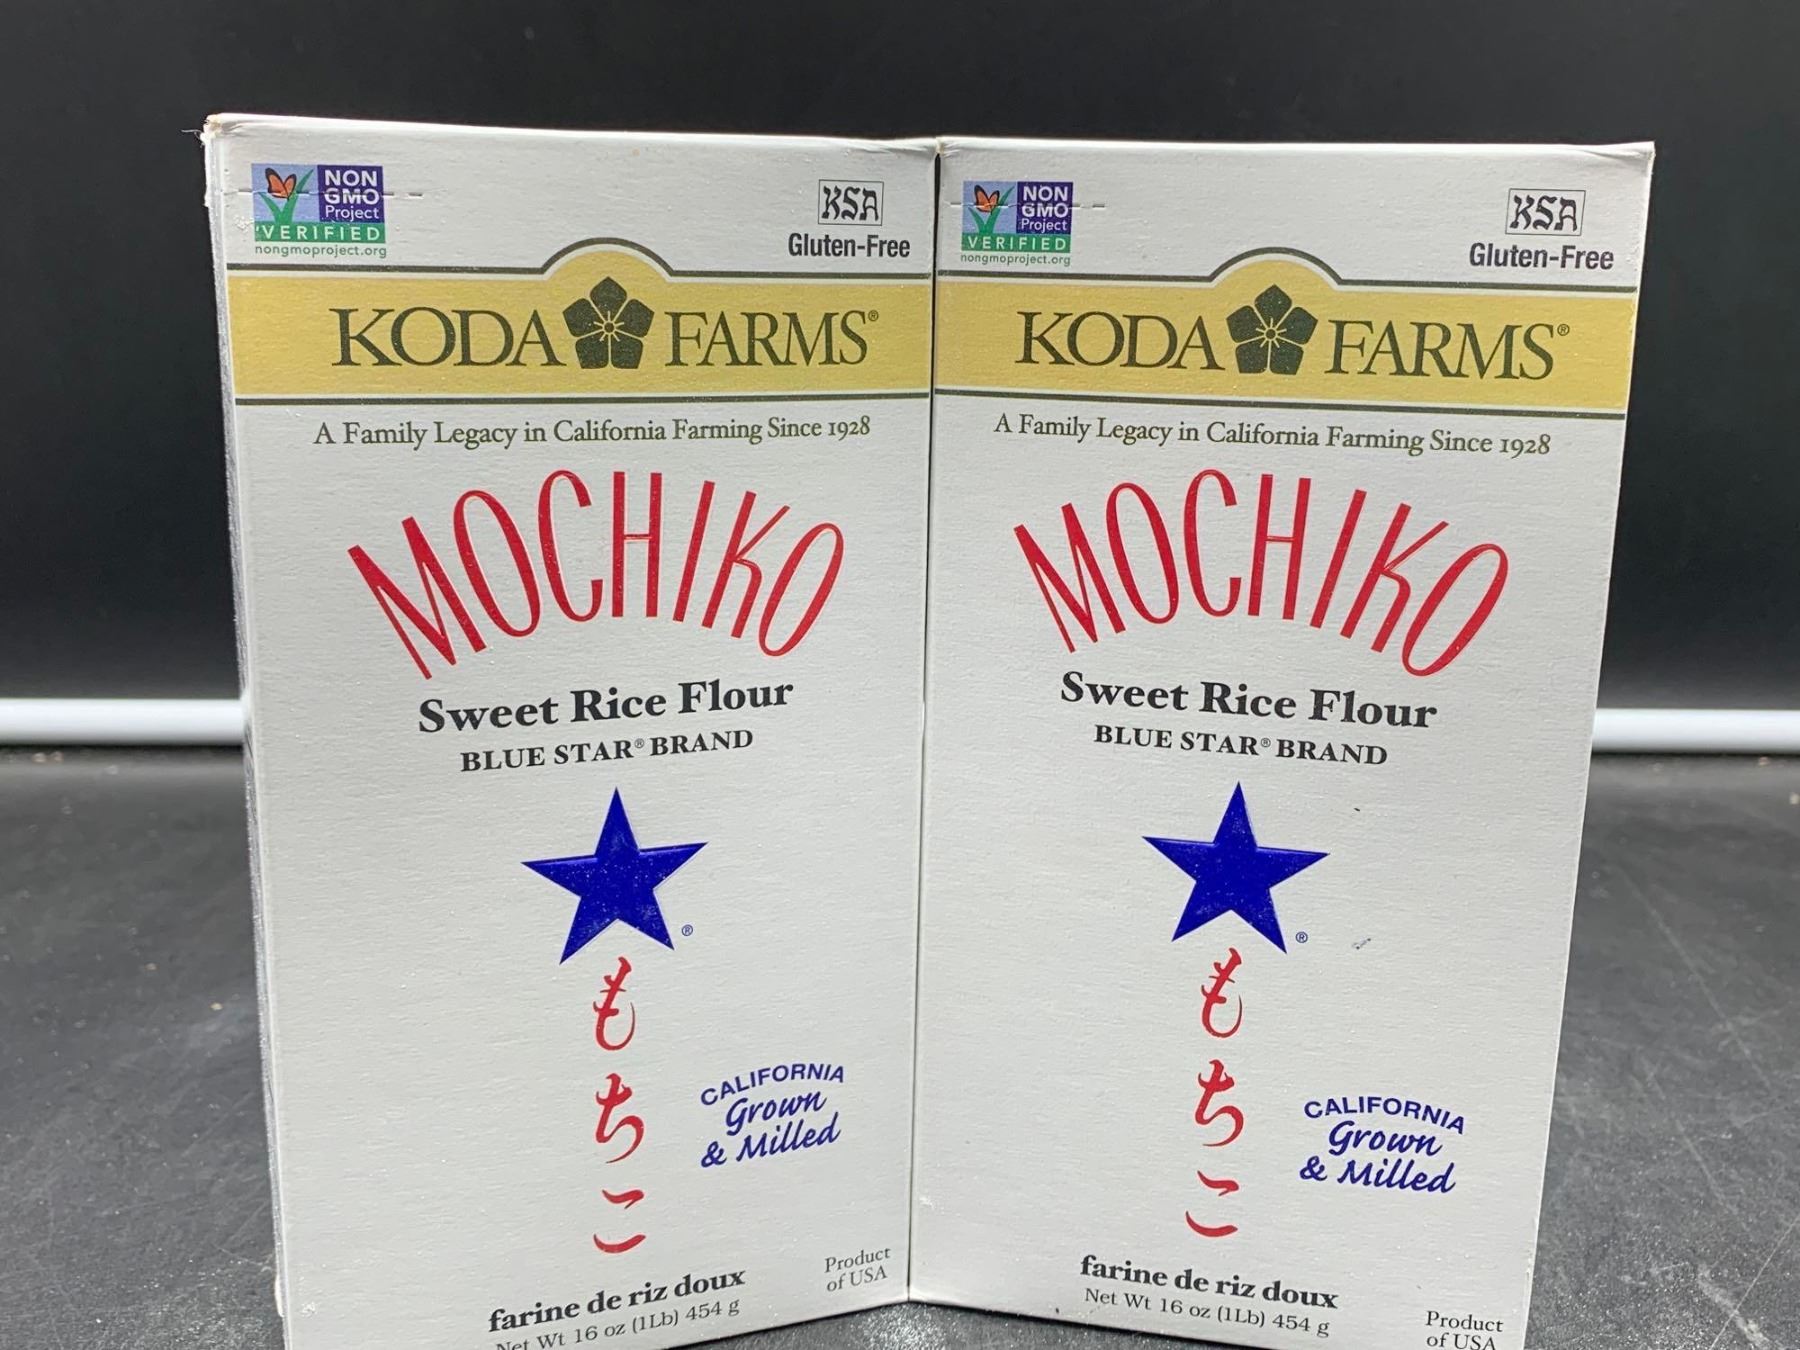 NON
GMO
Project
VERIFIED
nongmoproject.org
KSA
Gluten-Free
KODA FARMS®
A Family Legacy in California Farming Since 1928
MOCHIKO
Sweet Rice Flour
BLUE STAR® BRAND
®
もちこ
CALIFORNIA
Grown
& Milled
farine de riz doux
Net Wt 16 oz (1Lb) 454 g
Product
of USA
NON
GMO
Project
VERIFIED
nongmoproject.org
KSA
Gluten-Free
KODA FARMS®
A Family Legacy in California Farming Since 1928
MOCHIKO
Sweet Rice Flour
BLUE STAR® BRAND
®
もちこ
CALIFORNIA
Grown
& Milled
farine de riz doux
Net Wt 16 oz (1Lb) 454 g
Product
of USA